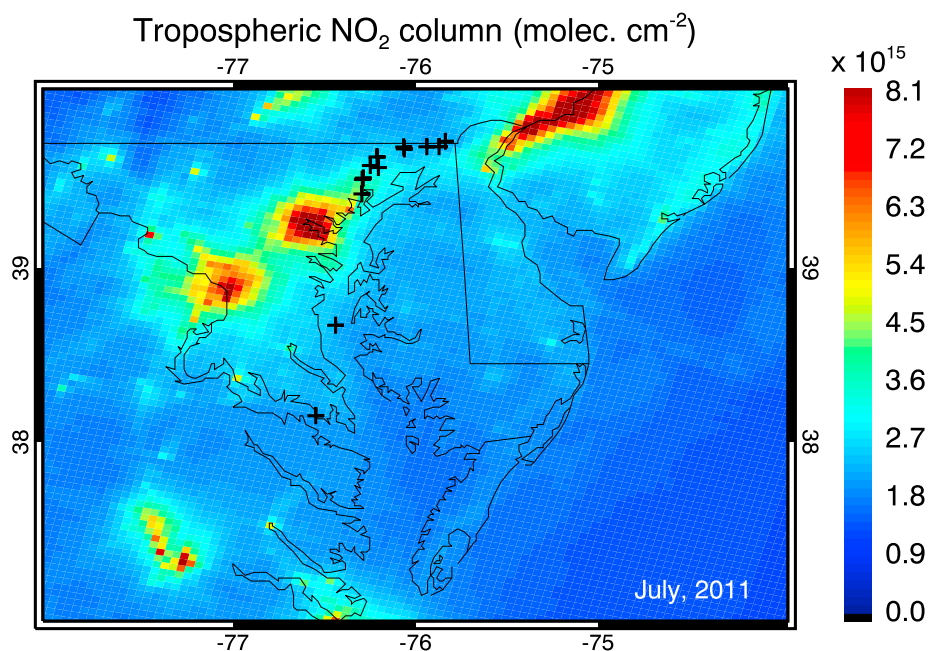 Tropospheric NO₂ column (molec. cm⁻²)
-77 -76 -75
x 10¹⁵
8.1
7.2
6.3
5.4
4.5
3.6
2.7
1.8
0.9
0.0
39 39
38 38
July, 2011
-77 -76 -75